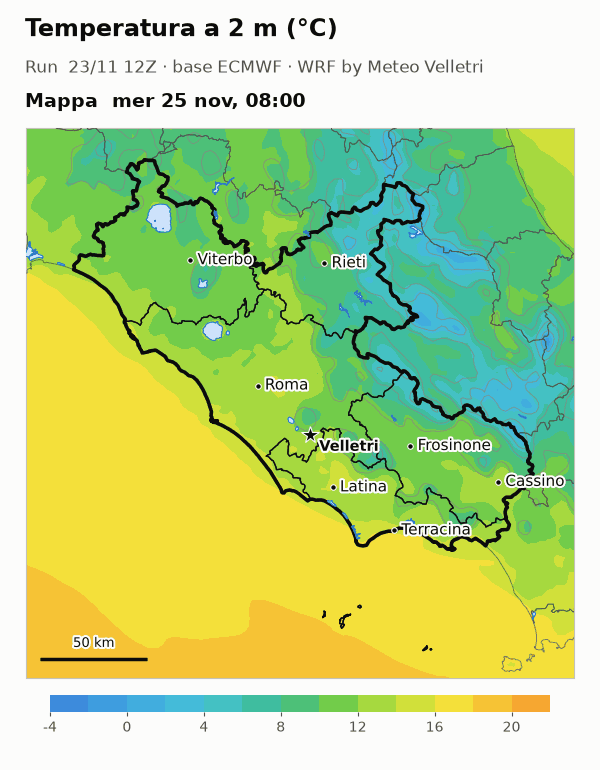 Temperatura a 2 m (°C)
Run  23/11 12Z · base ECMWF · WRF by Meteo Velletri
Mappa  mer 25 nov, 08:00
Viterbo
Rieti
Roma
Velletri
Frosinone
Cassino
Latina
Terracina
50 km
-4 0 4 8 12 16 20